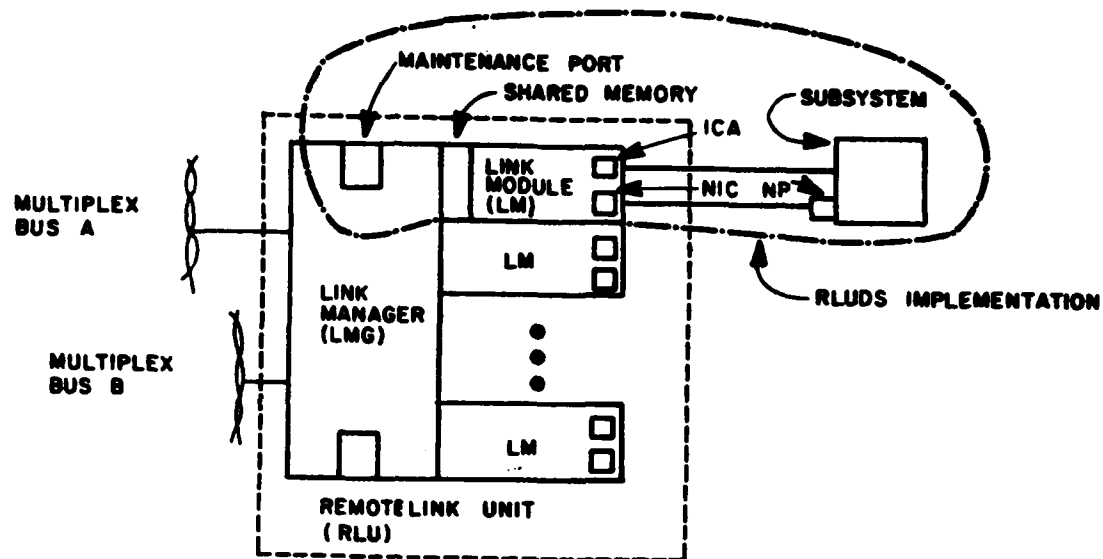 MAINTENANCE PORT
SHARED MEMORY
SUBSYSTEM
ICA
LINK
MODULE
(LM)
NIC NP
MULTIPLEX
BUS A
LM
LINK
MANAGER
(LMG)
RLUDS IMPLEMENTATION
MULTIPLEX
BUS B
LM
REMOTE LINK UNIT
(RLU)